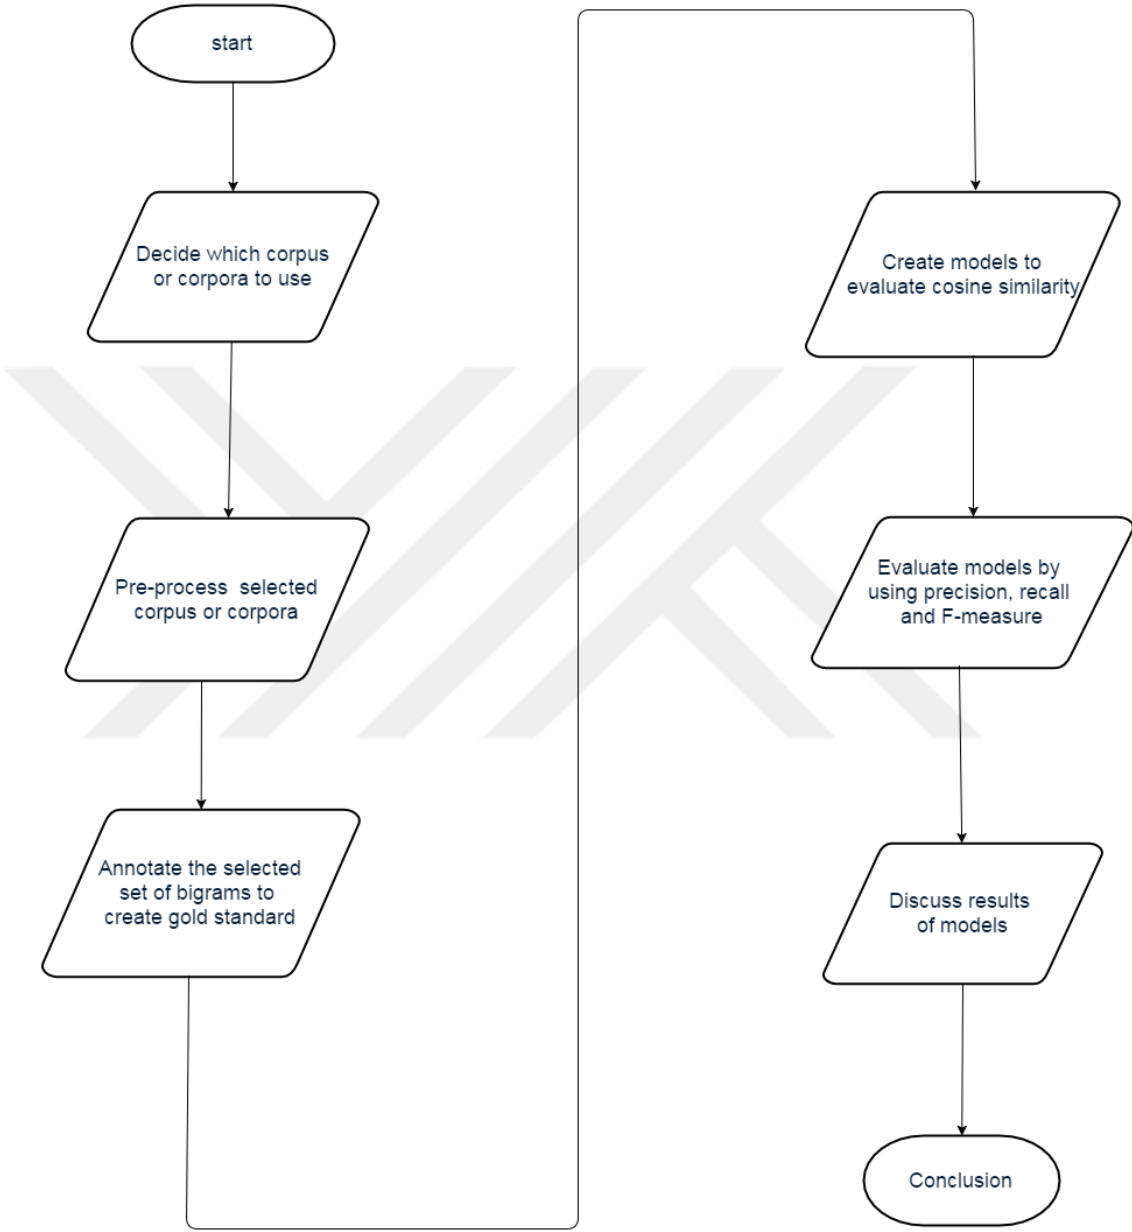 start
Decide which corpus
or corpora to use
Pre-process selected
corpus or corpora
Annotate the selected
set of bigrams to
create gold standard
Create models to
evaluate cosine similarity
Evaluate models by
using precision, recall
and F-measure
Discuss results
of models
Conclusion